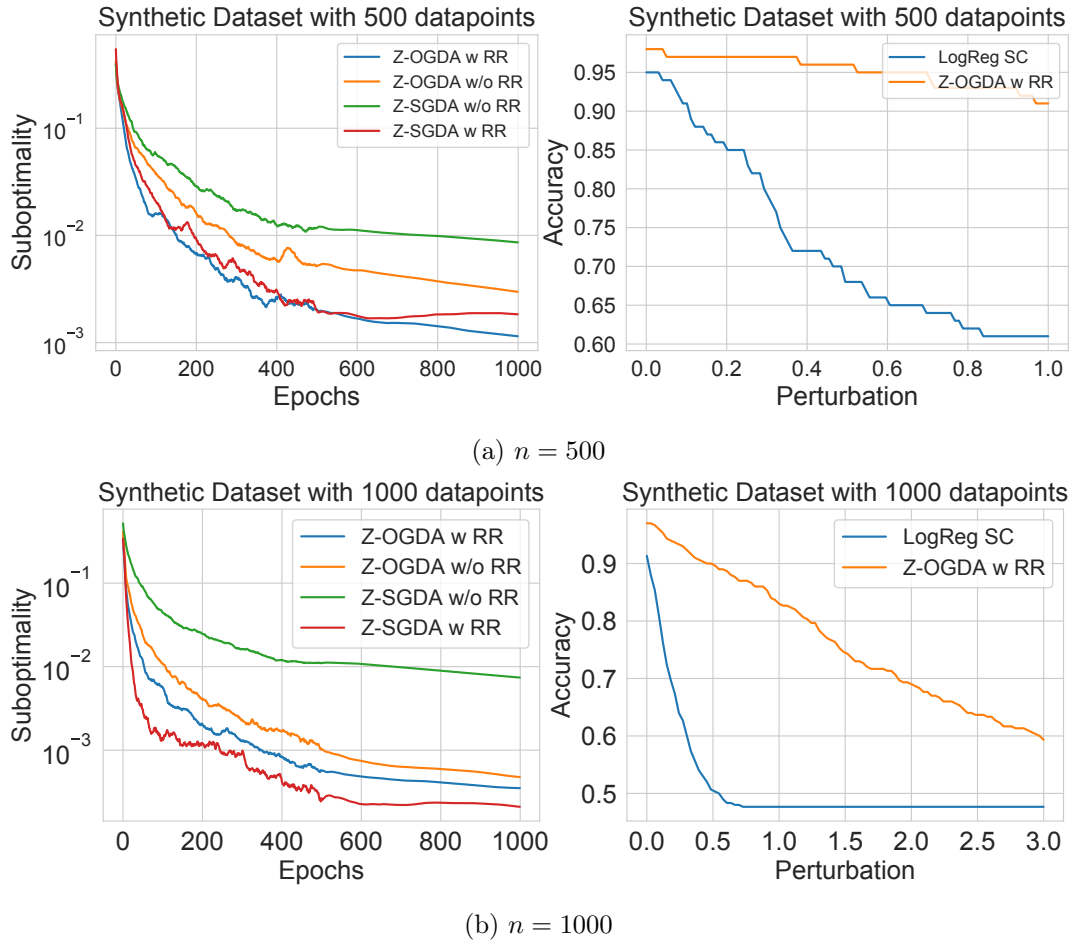 Synthetic Dataset with 500 datapoints
Suboptimality
10⁻¹
10⁻²
10⁻³
Z-OGDA w RR
Z-OGDA w/o RR
Z-SGDA w/o RR
Z-SGDA w RR
0 200 400 600 800 1000
Epochs
Synthetic Dataset with 500 datapoints
Accuracy
0.95
0.90
0.85
0.80
0.75
0.70
0.65
0.60
LogReg SC
Z-OGDA w RR
0.0 0.2 0.4 0.6 0.8 1.0
Perturbation
(a) n = 500
Synthetic Dataset with 1000 datapoints
Suboptimality
10⁻¹
10⁻²
10⁻³
Z-OGDA w RR
Z-OGDA w/o RR
Z-SGDA w/o RR
Z-SGDA w RR
0 200 400 600 800 1000
Epochs
Synthetic Dataset with 1000 datapoints
Accuracy
0.9
0.8
0.7
0.6
0.5
LogReg SC
Z-OGDA w RR
0.0 0.5 1.0 1.5 2.0 2.5 3.0
Perturbation
(b) n = 1000